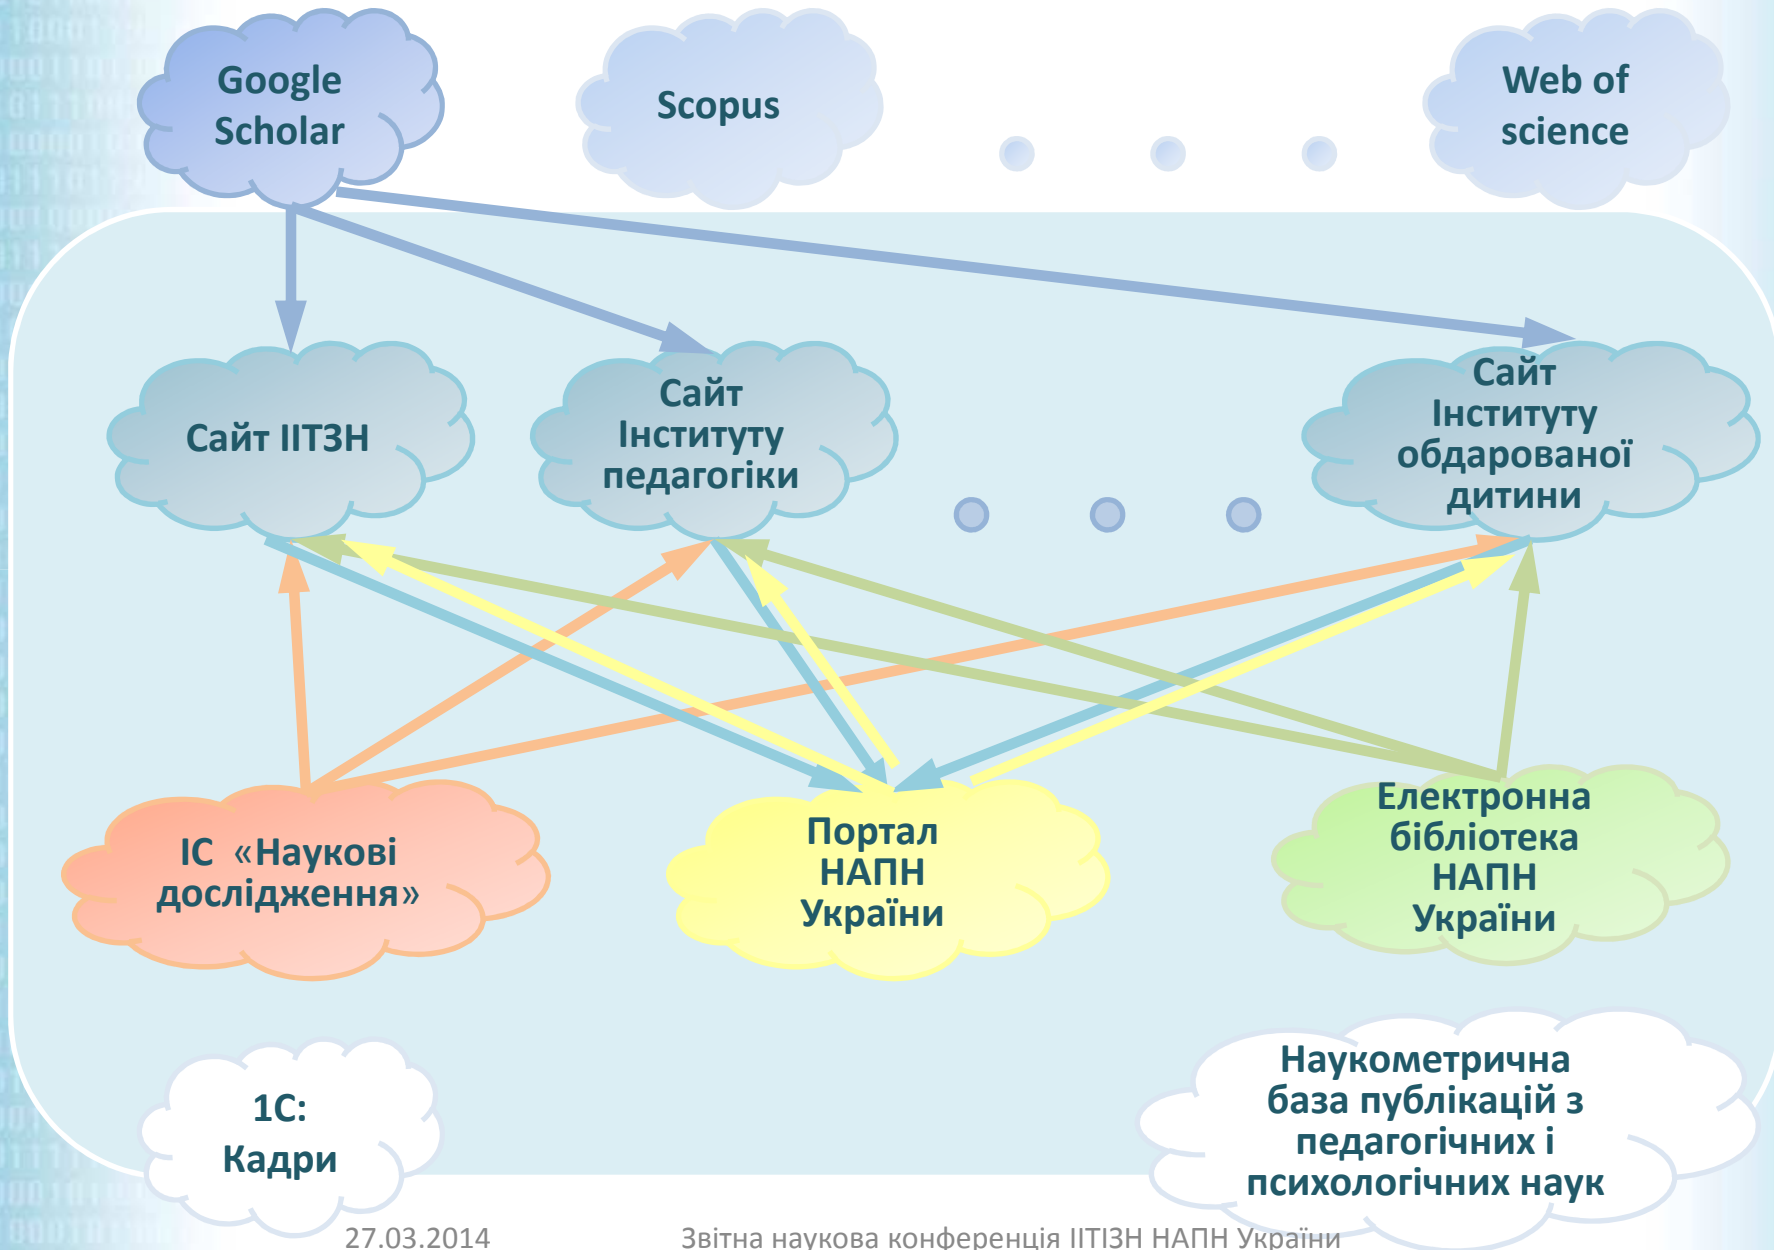 Google
Scholar
Scopus
Web of
science
Сайт ІІТЗН
Сайт
Інституту
педагогіки
Сайт
Інституту
обдарованої
дитини
ІС «Наукові
дослідження»
Портал
НАПН
України
Електронна
бібліотека
НАПН
України
1С:
Кадри
Наукометрична
база публікацій з
педагогічних і
психологічних наук
27.03.2014
Звітна наукова конференція ІІТІЗН НАПН України